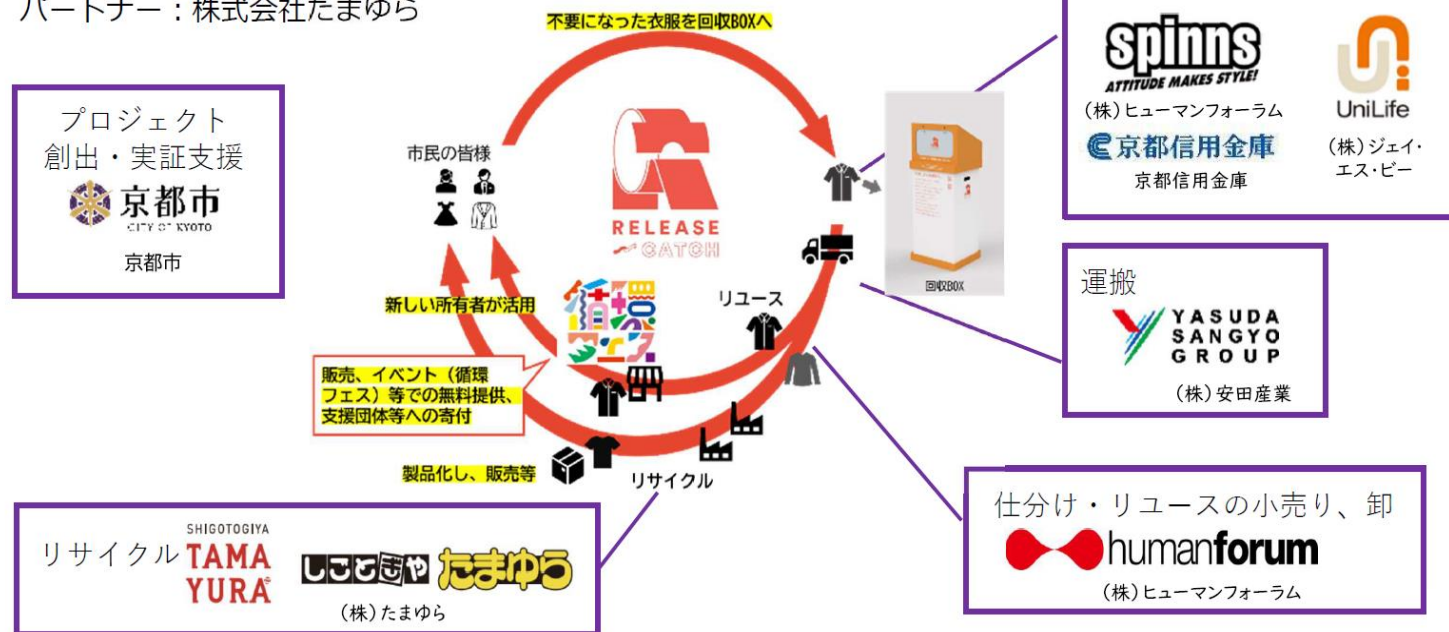 パートナー：株式会社たまゆら
不要になった衣服を回収BOXへ
プロジェクト
創出・実証支援
京都市
CITY OF KYOTO
京都市
市民の皆様
RELEASE
CATCH
回収BOX
spinns
ATTITUDE MAKES STYLE!
(株)ヒューマンフォーラム
京都信用金庫
京都信用金庫
UniLife
(株)ジェイ・
エス・ビー
新しい所有者が活用
循環
フェス
リユース
販売、イベント（循環
フェス）等での無料提供、
支援団体等への寄付
製品化し、販売等
リサイクル
運搬
YASUDA
SANGYO
GROUP
(株)安田産業
リサイクル
SHIGOTOGIYA
TAMA
YURA
しごとぎや たまゆら
(株)たまゆら
仕分け・リユースの小売り、卸
humanforum
(株)ヒューマンフォーラム